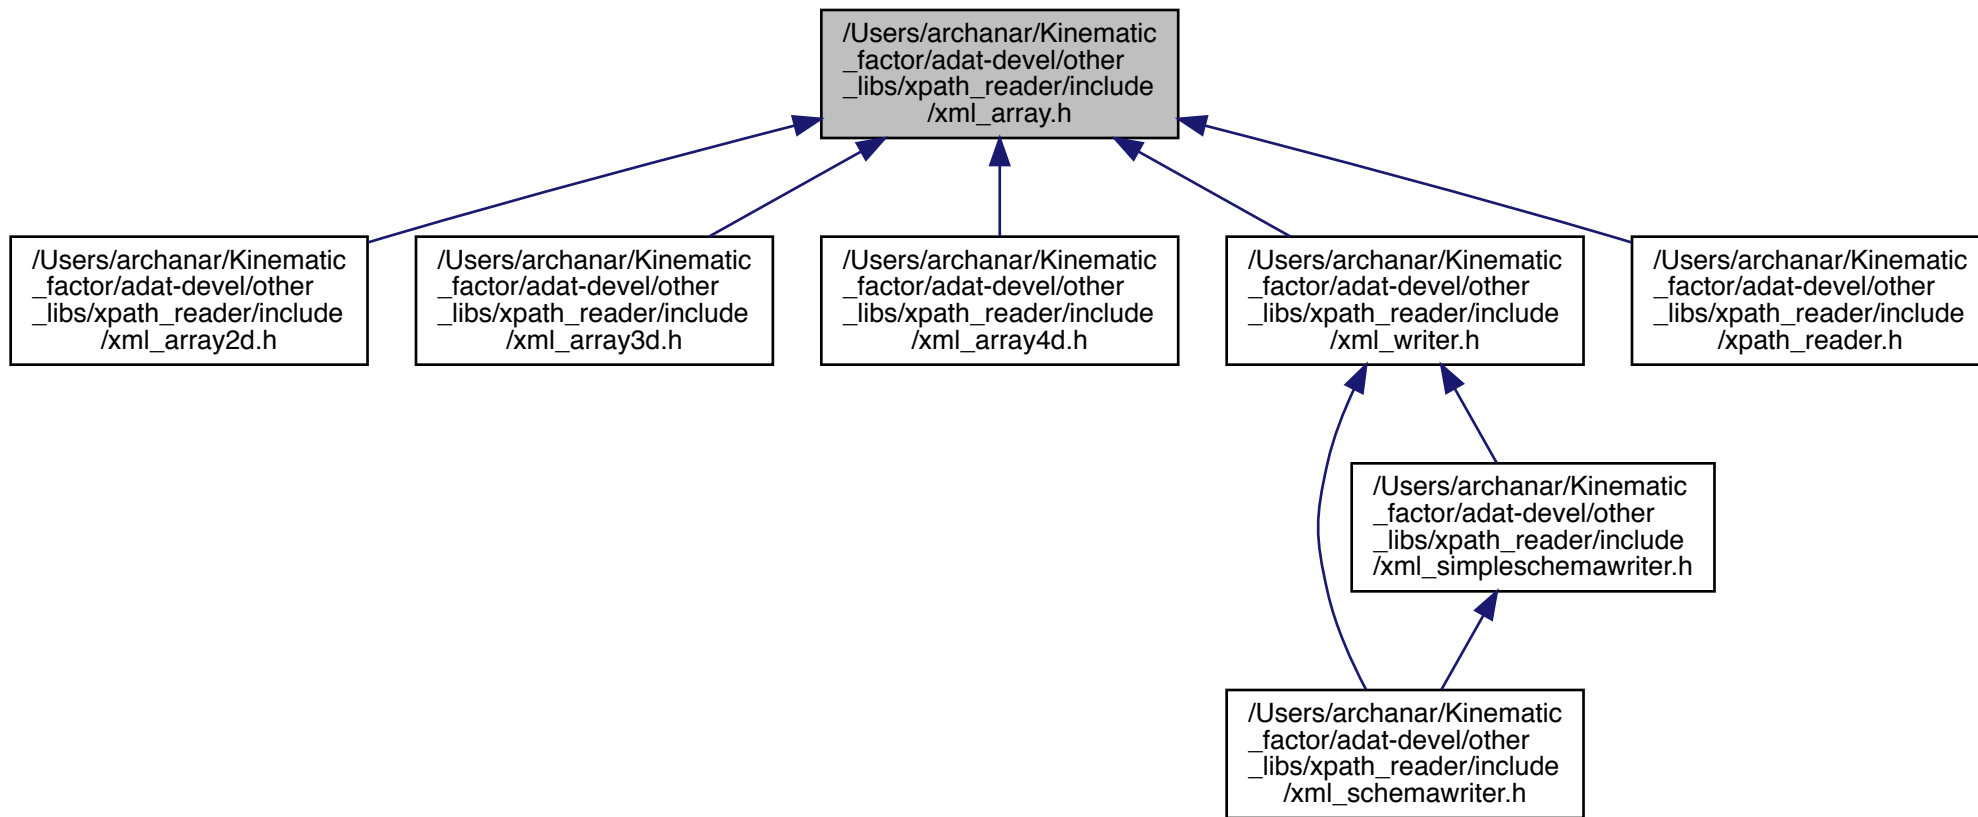 /Users/archanar/Kinematic
_factor/adat-devel/other
_libs/xpath_reader/include
/xml_array.h
/Users/archanar/Kinematic
_factor/adat-devel/other
_libs/xpath_reader/include
/xml_array2d.h
/Users/archanar/Kinematic
_factor/adat-devel/other
_libs/xpath_reader/include
/xml_array3d.h
/Users/archanar/Kinematic
_factor/adat-devel/other
_libs/xpath_reader/include
/xml_array4d.h
/Users/archanar/Kinematic
_factor/adat-devel/other
_libs/xpath_reader/include
/xml_writer.h
/Users/archanar/Kinematic
_factor/adat-devel/other
_libs/xpath_reader/include
/xpath_reader.h
/Users/archanar/Kinematic
_factor/adat-devel/other
_libs/xpath_reader/include
/xml_simpleschemawriter.h
/Users/archanar/Kinematic
_factor/adat-devel/other
_libs/xpath_reader/include
/xml_schemawriter.h